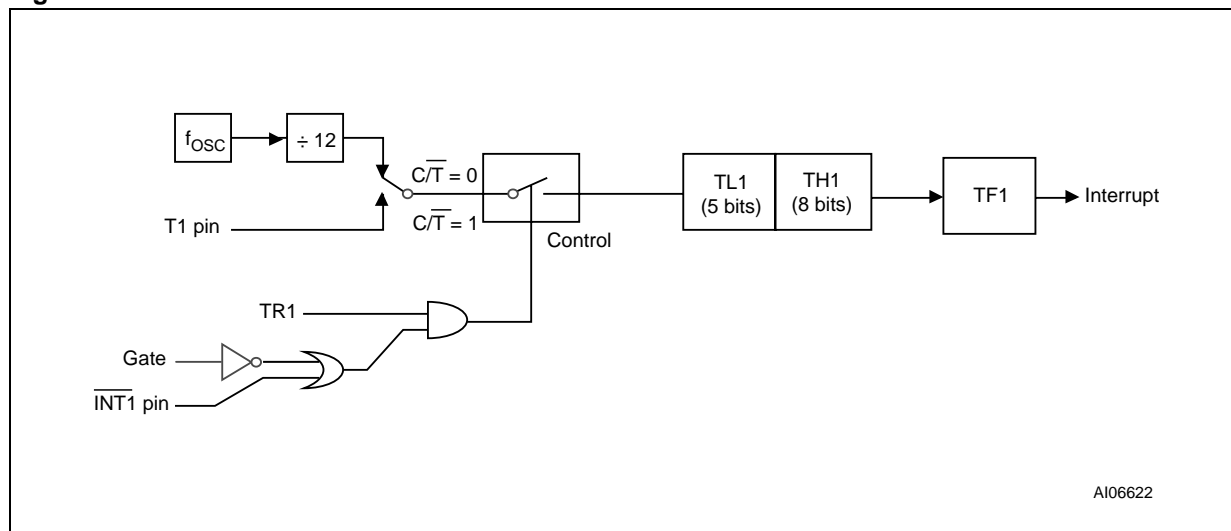 f_OSC
÷ 12
C/T̅ = 0
T1 pin
C/T̅ = 1
Control
TL1
(5 bits)
TH1
(8 bits)
TF1
Interrupt
TR1
Gate
I̅N̅T̅1̅ pin
AI06622